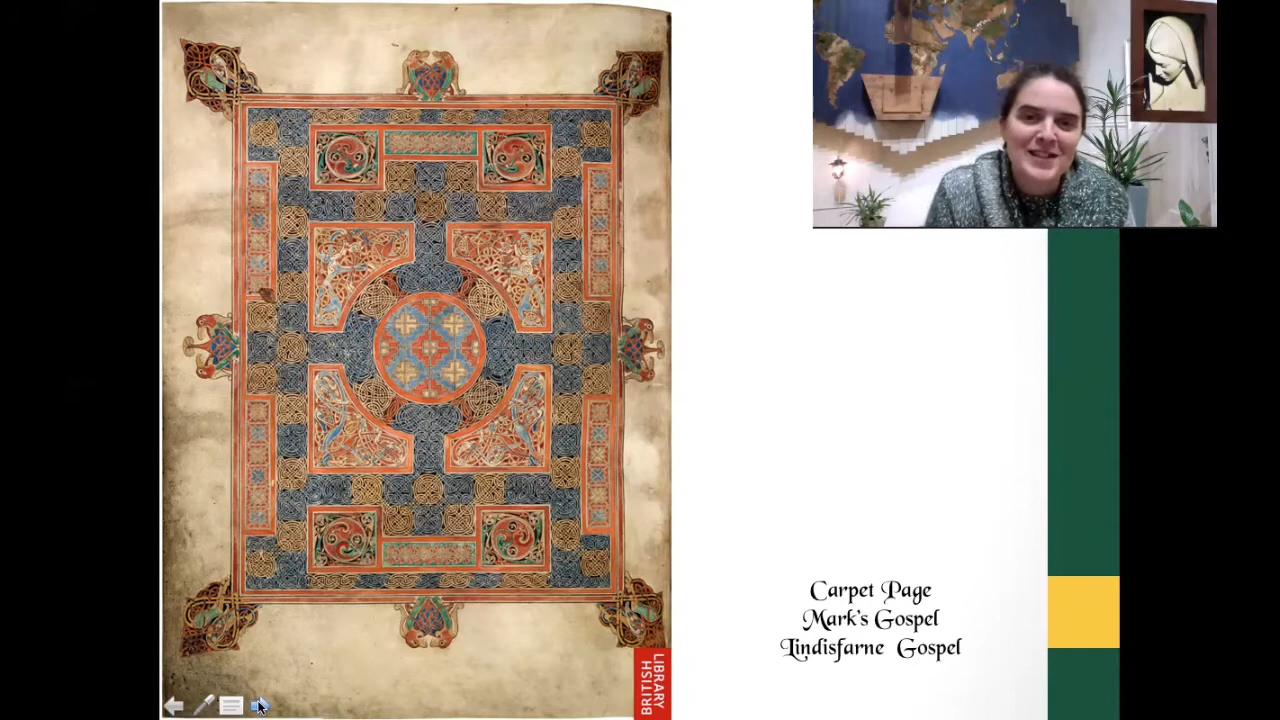 Carpet Page
Mark's Gospel
Lindisfarne Gospel
LIBRARY
BRITISH